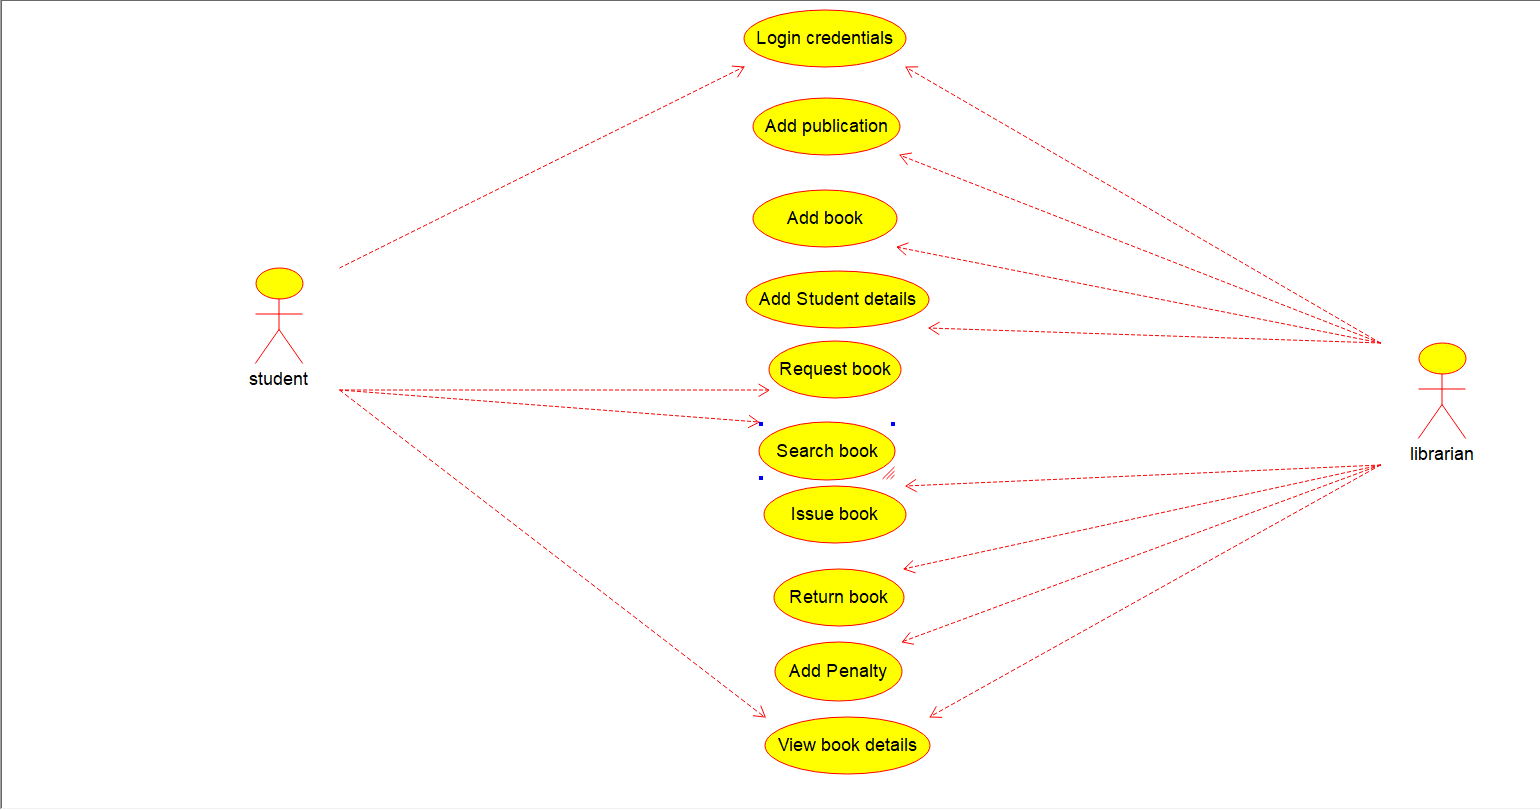 Login credentials
Add publication
Add book
Add Student details
student
Request book
Search book
librarian
Issue book
Return book
Add Penalty
View book details